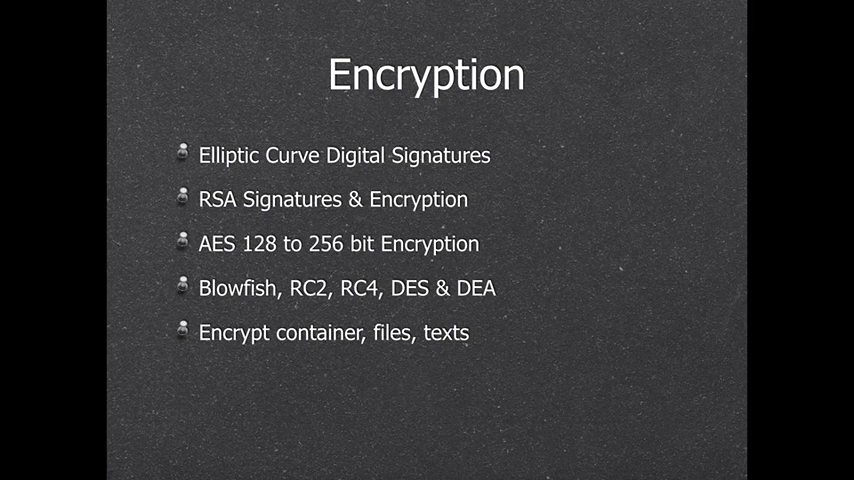 Encryption
Elliptic Curve Digital Signatures
RSA Signatures & Encryption
AES 128 to 256 bit Encryption
Blowfish, RC2, RC4, DES & DEA
Encrypt container, files, texts